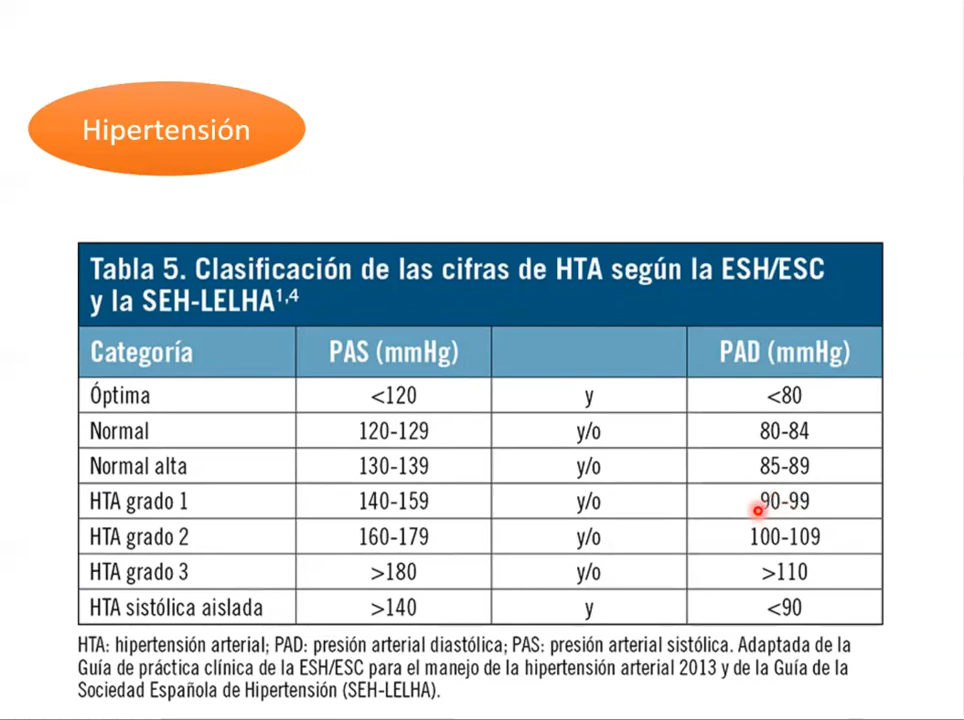 Hipertensión
Tabla 5. Clasificación de las cifras de HTA según la ESH/ESC
y la SEH-LELHA1,4
Categoría PAS (mmHg) PAD (mmHg)
Óptima <120 y <80
Normal 120-129 y/o 80-84
Normal alta 130-139 y/o 85-89
HTA grado 1 140-159 y/o 90-99
HTA grado 2 160-179 y/o 100-109
HTA grado 3 >180 y/o >110
HTA sistólica aislada >140 y <90
HTA: hipertensión arterial; PAD: presión arterial diastólica; PAS: presión arterial sistólica. Adaptada de la
Guía de práctica clínica de la ESH/ESC para el manejo de la hipertensión arterial 2013 y de la Guía de la
Sociedad Española de Hipertensión (SEH-LELHA).